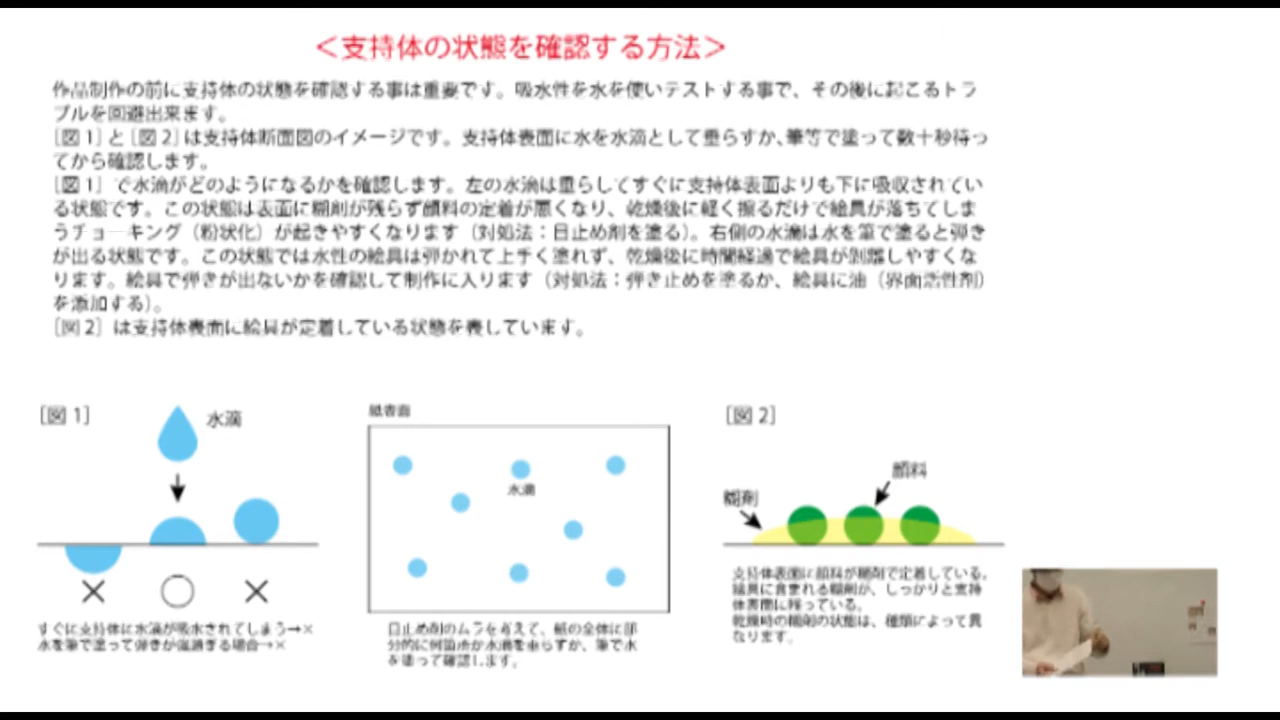 ＜支持体の状態を確認する方法＞
作品制作の前に支持体の状態を確認する事は重要です。吸水性を水を使いテストする事で、その後に起こるトラ
ブルを回避出来ます。
［図 1］と［図 2］は支持体断面図のイメージです。支持体表面に水を水滴として垂らすか、筆等で塗って数十秒待っ
てから確認します。
［図 1］で水滴がどのようになるかを確認します。左の水滴は垂らしてすぐに支持体表面よりも下に吸収されてい
る状態です。この状態は表面に糊剤が残らず顔料の定着が悪くなり、乾燥後に軽く擦るだけで絵具が落ちてしま
うチョーキング（粉状化）が起きやすくなります（対処法：目止め剤を塗る）。右側の水滴は水を筆で塗ると弾き
が出る状態です。この状態では水性の絵具は弾かれて上手く塗れず、乾燥後に時間経過で絵具が剥離しやすくな
ります。絵具で弾きが出ないかを確認して制作に入ります（対処法：弾き止めを塗るか、絵具に油（界面活性剤）
を添加する）。
［図 2］は支持体表面に絵具が定着している状態を表しています。
［図 1］
水滴
すぐに支持体に水滴が吸水されてしまう→×
水を筆で塗って弾きが強過ぎる場合→×
紙表面
水滴
目止め剤のムラを考えて、紙の全体に部
分的に何箇所か水滴を垂らすか、筆で水
を塗って確認します。
［図 2］
顔料
糊剤
支持体表面に顔料が糊剤で定着している。
絵具に含まれる糊剤が、しっかりと支持
体表面に残っている。
乾燥時の糊剤の状態は、種類によって異
なります。